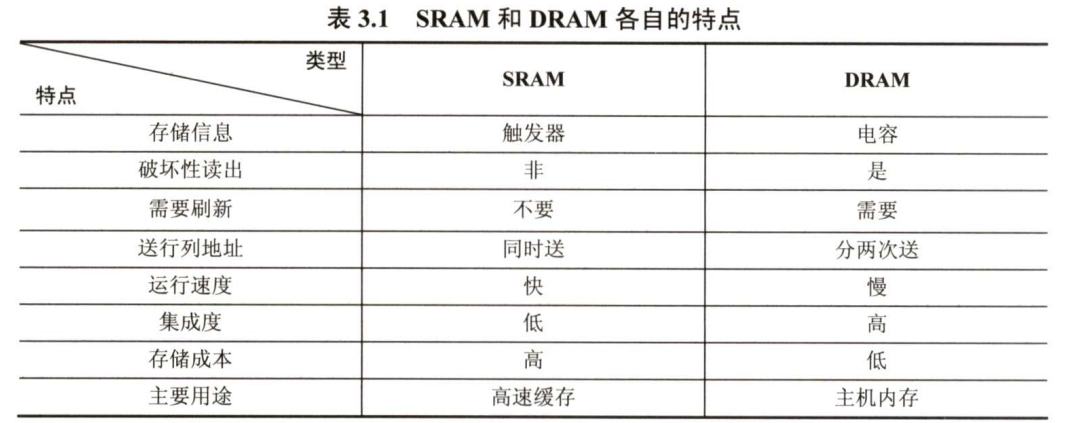 表 3.1 SRAM 和 DRAM 各自的特点
类型
特点
SRAM
DRAM
存储信息 触发器 电容
破坏性读出 非 是
需要刷新 不要 需要
送行列地址 同时送 分两次送
运行速度 快 慢
集成度 低 高
存储成本 高 低
主要用途 高速缓存 主机内存